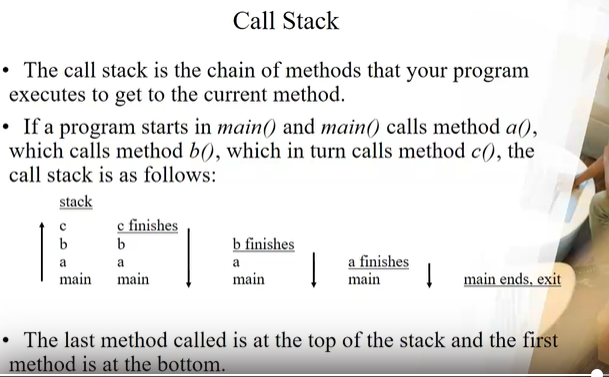 Call Stack
• The call stack is the chain of methods that your program
executes to get to the current method.
• If a program starts in main() and main() calls method a(),
which calls method b(), which in turn calls method c(), the
call stack is as follows:
stack
c
b
a
main
c finishes
b
a
main
b finishes
a
main
a finishes
main
main ends, exit
• The last method called is at the top of the stack and the first
method is at the bottom.